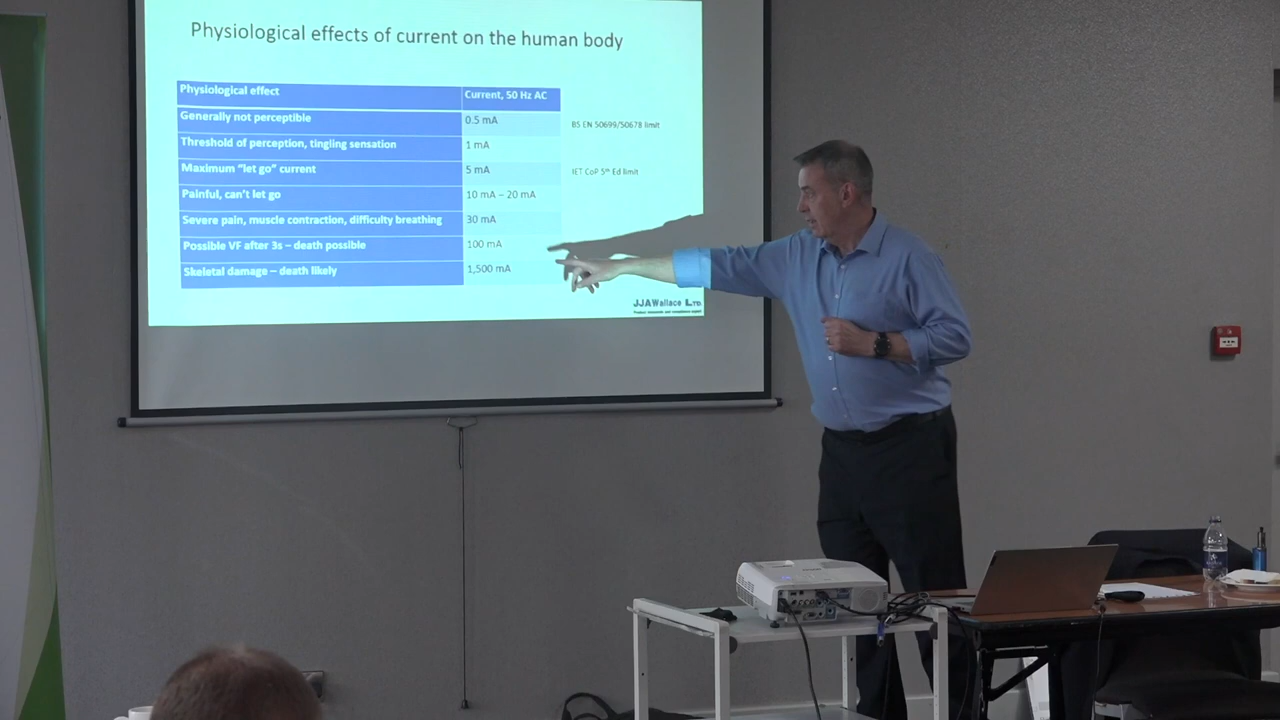 Physiological effects of current on the human body
Physiological effect Current, 50 Hz AC
Generally not perceptible 0.5 mA BS EN 50699/50678 limit
Threshold of perception, tingling sensation 1 mA
Maximum “let go” current 5 mA IET CoP 5th Ed limit
Painful, can’t let go 10 mA – 20 mA
Severe pain, muscle contraction, difficulty breathing 30 mA
Possible VF after 3s – death possible 100 mA
Skeletal damage – death likely 1,500 mA
JJAWallace LTD.